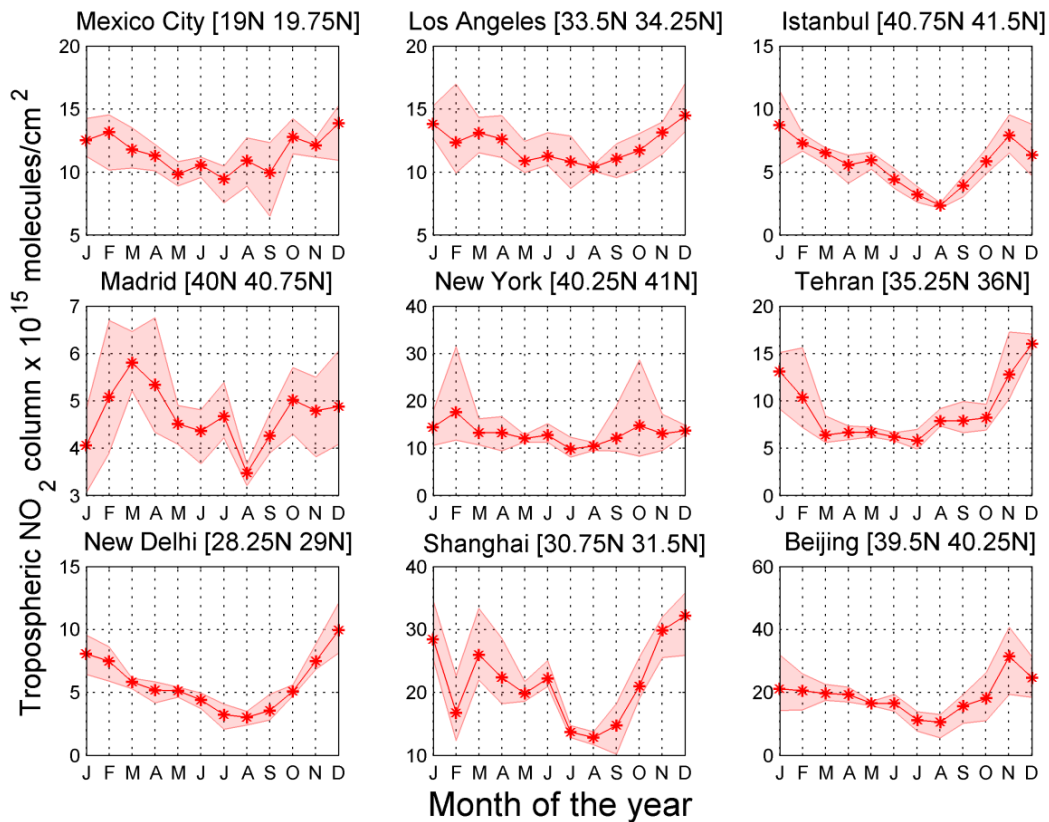 Mexico City [19N 19.75N]
Los Angeles [33.5N 34.25N]
Istanbul [40.75N 41.5N]
20
15
10
5
J F M A M J J A S O N D
20
15
10
5
J F M A M J J A S O N D
15
10
5
0
J F M A M J J A S O N D
Madrid [40N 40.75N]
New York [40.25N 41N]
Tehran [35.25N 36N]
7
6
5
4
3
J F M A M J J A S O N D
40
30
20
10
0
J F M A M J J A S O N D
20
15
10
5
0
J F M A M J J A S O N D
New Delhi [28.25N 29N]
Shanghai [30.75N 31.5N]
Beijing [39.5N 40.25N]
15
10
5
0
J F M A M J J A S O N D
40
30
20
10
J F M A M J J A S O N D
60
40
20
0
J F M A M J J A S O N D
Tropospheric NO2 column x 10^15 molecules/cm^2
Month of the year